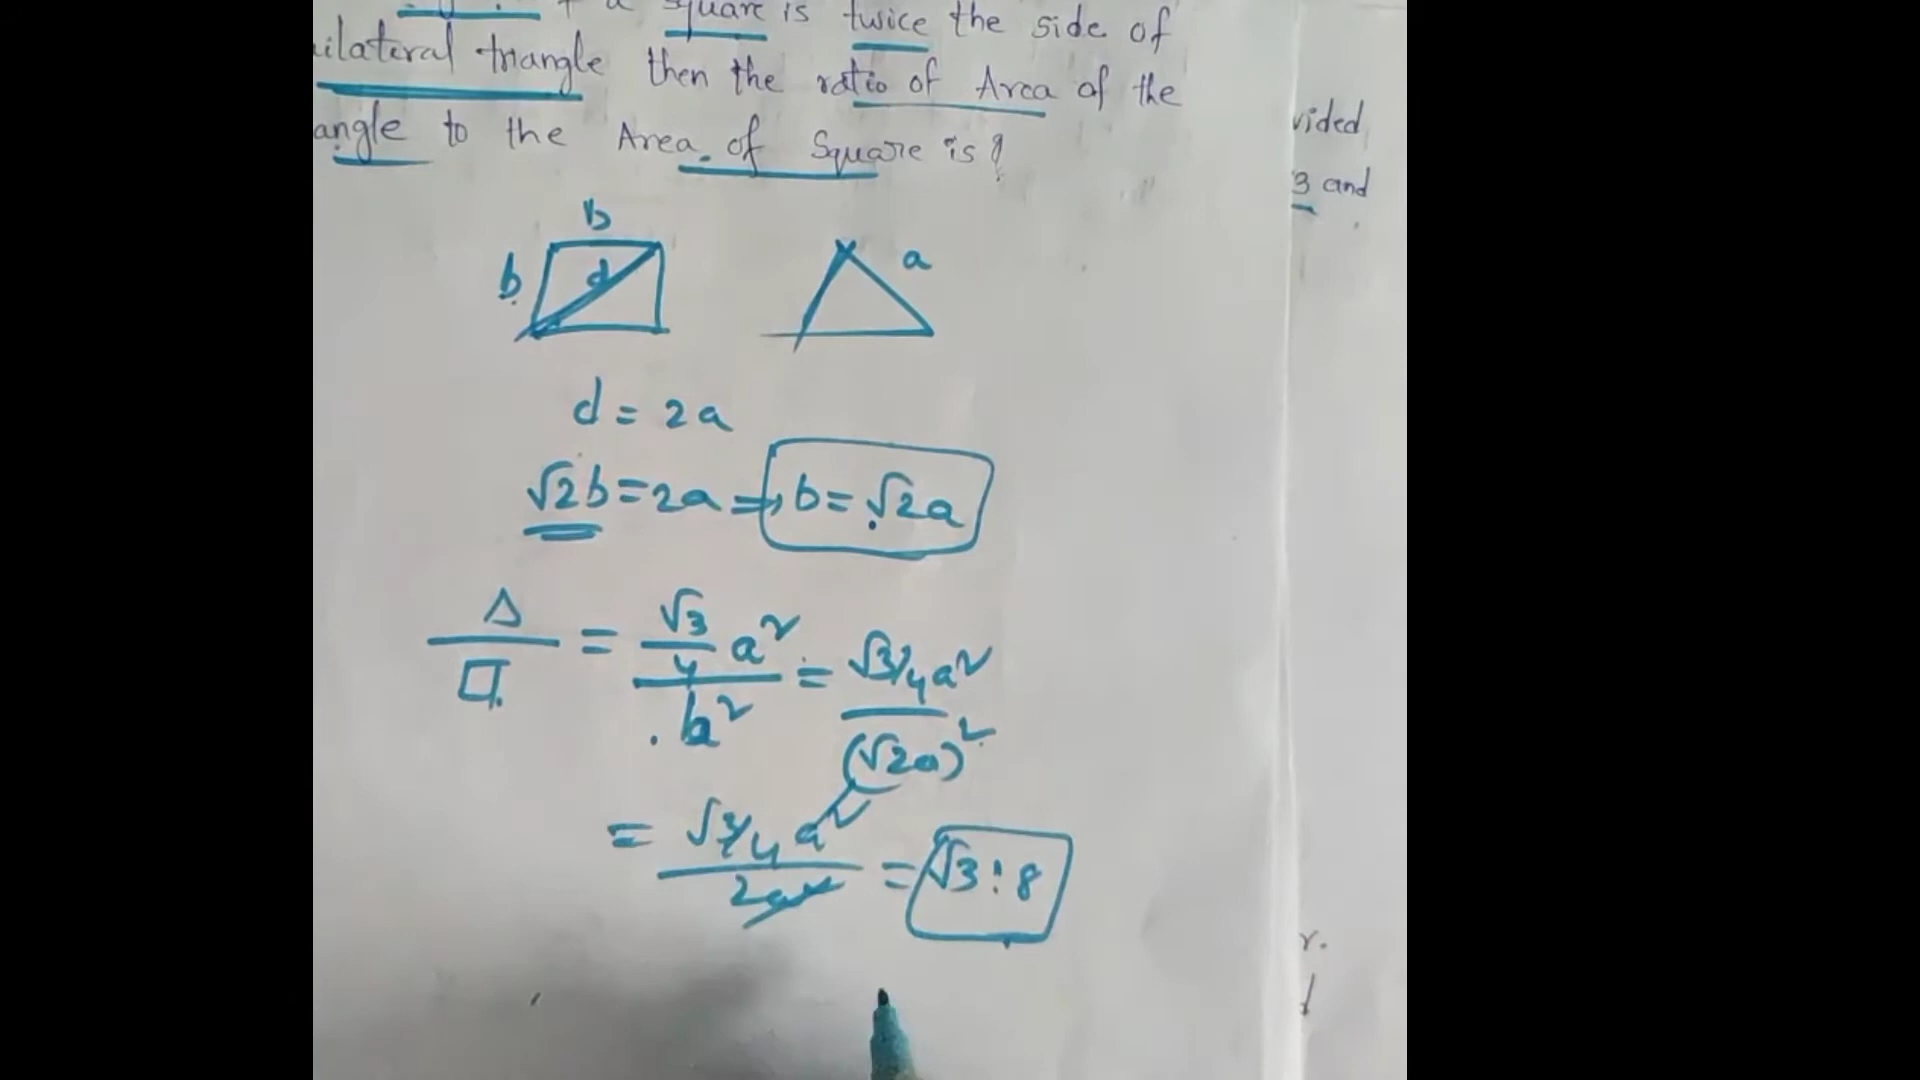 a square is twice the side of
ilateral triangle then the ratio of Area of the
angle to the Area of Square is ?
vided
3 and
b
b d a
d = 2a
√2b = 2a ⇒ b = √2a
Δ/□ = (√3/4 a²)/b² = (√3/4 a²)/(√2a)²
= (√3/4 a²)/2a² = √3 : 8
r.